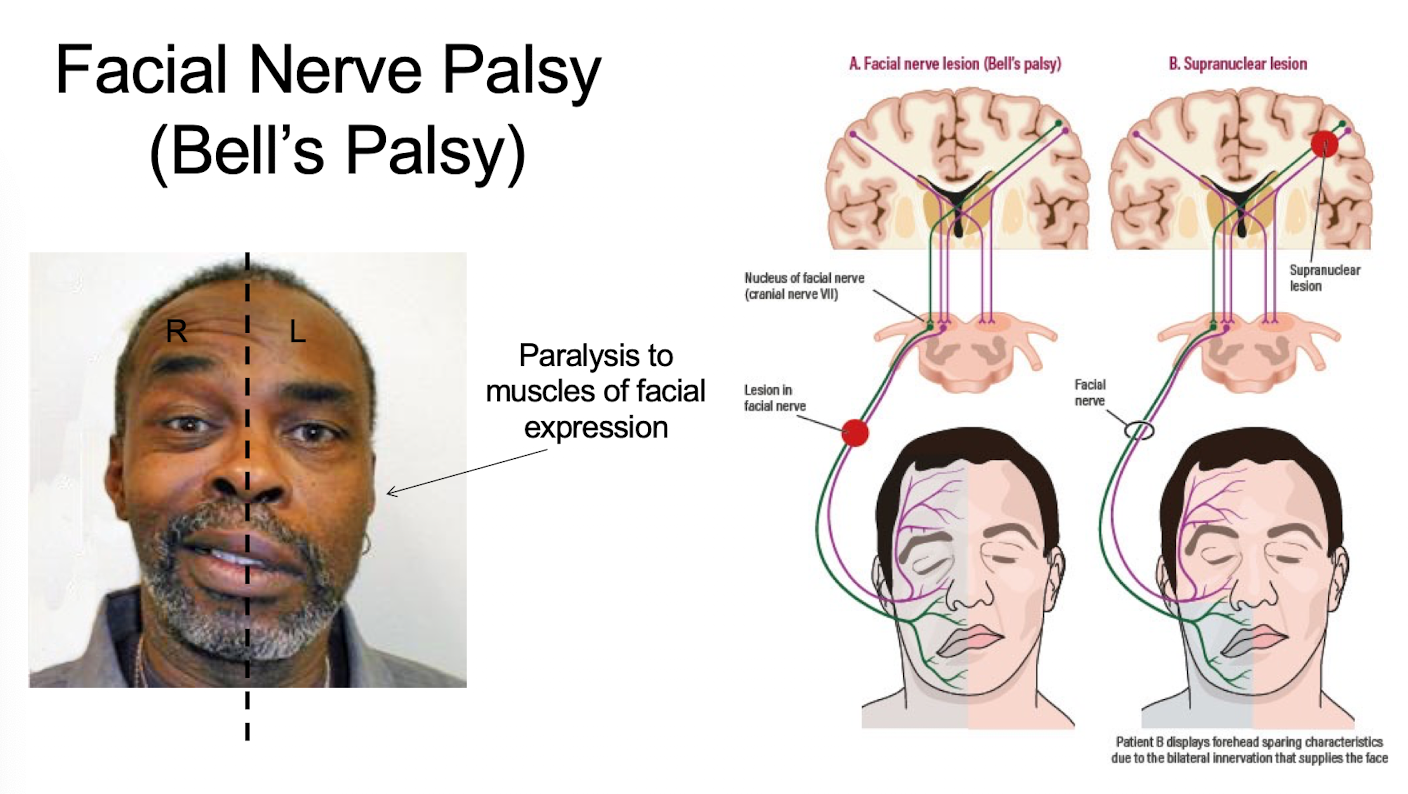 Facial Nerve Palsy
(Bell’s Palsy)
R
L
Paralysis to
muscles of facial
expression
A. Facial nerve lesion (Bell’s palsy)
Nucleus of facial nerve
(cranial nerve VII)
Lesion in
facial nerve
B. Supranuclear lesion
Supranuclear
lesion
Facial
nerve
Patient B displays forehead sparing characteristics
due to the bilateral innervation that supplies the face